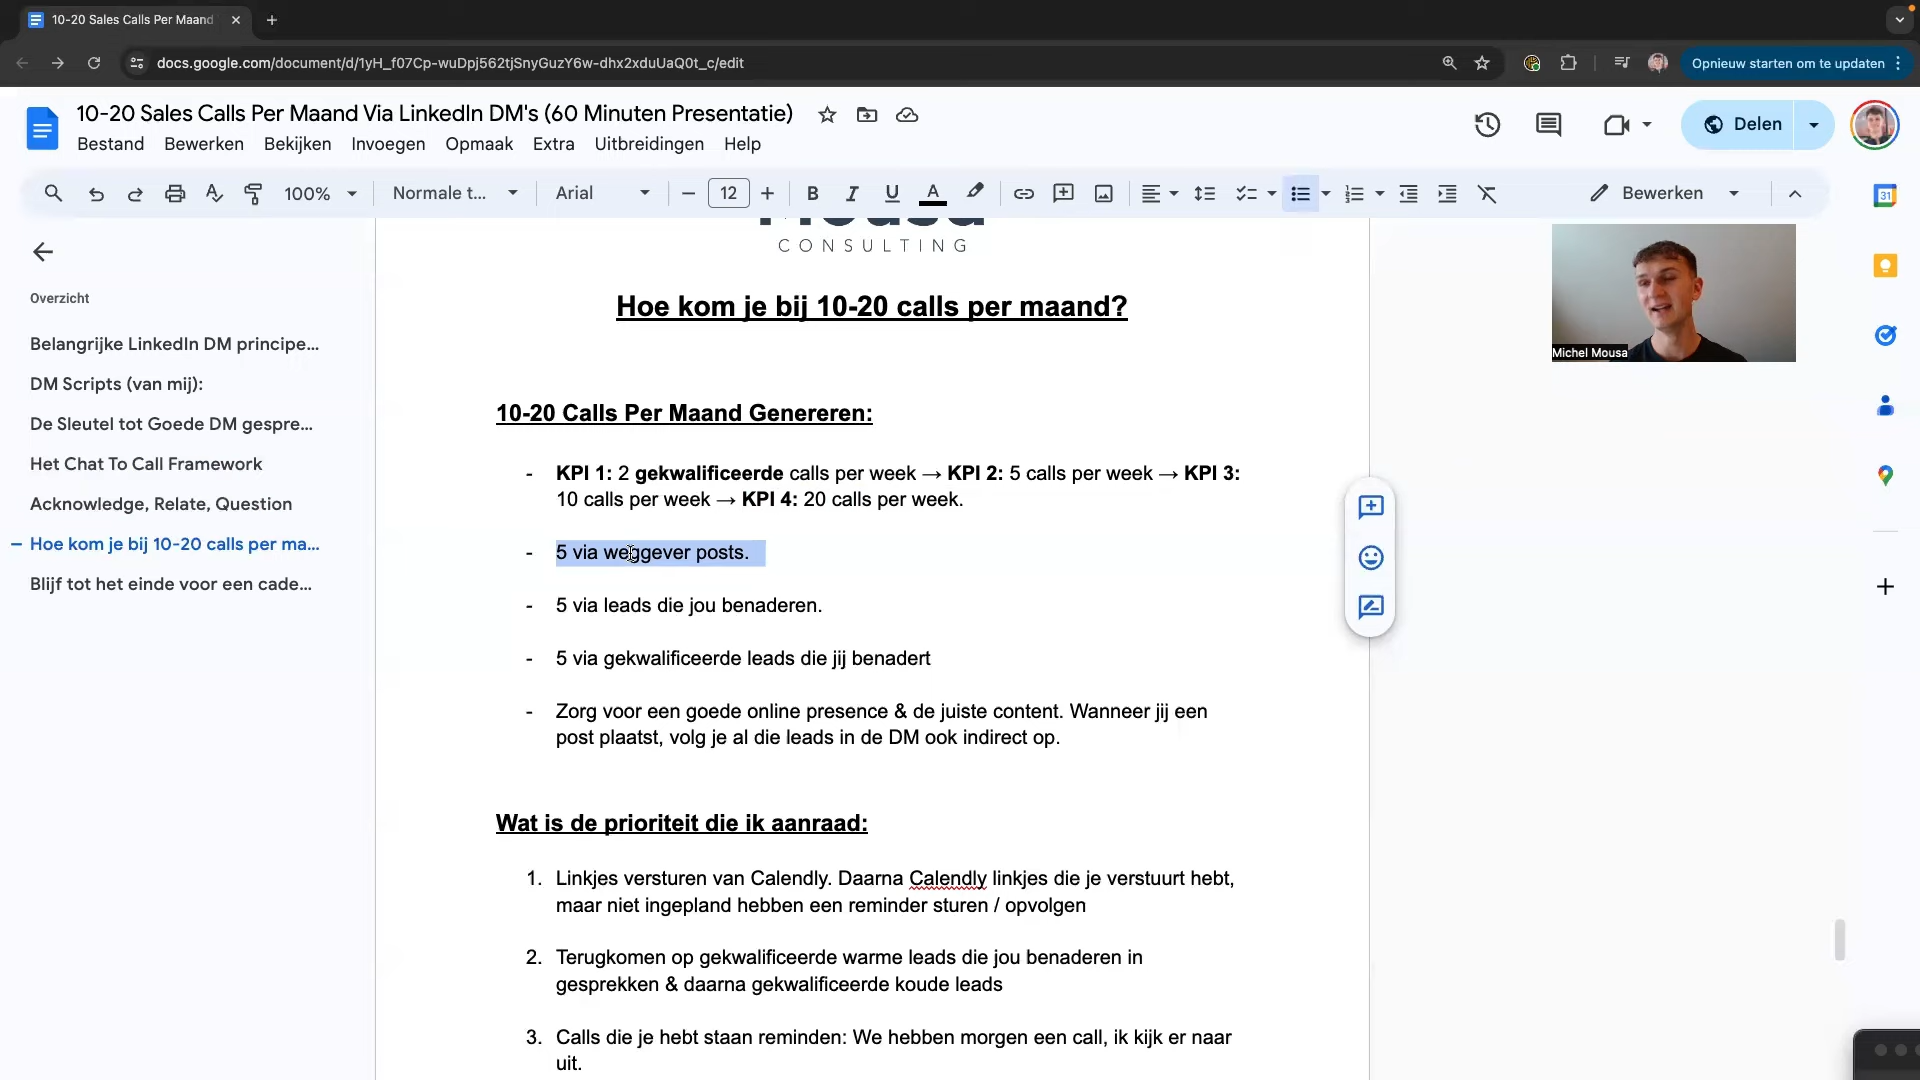 10-20 Sales Calls Per Maand
docs.google.com/document/d/1yH_f07Cp-wuDpj562tjSnyGuzY6w-dhx2xduUaQ0t_c/edit
Opnieuw starten om te updaten
10-20 Sales Calls Per Maand Via LinkedIn DM's (60 Minuten Presentatie)
Bestand Bewerken Bekijken Invoegen Opmaak Extra Uitbreidingen Help
Delen
100% Normale t... Arial 12 Bewerken
31
CONSULTING
Overzicht
Belangrijke LinkedIn DM principe...
DM Scripts (van mij):
De Sleutel tot Goede DM gespre...
Het Chat To Call Framework
Acknowledge, Relate, Question
Hoe kom je bij 10-20 calls per ma...
Blijf tot het einde voor een cade...
Hoe kom je bij 10-20 calls per maand?
10-20 Calls Per Maand Genereren:
- KPI 1: 2 gekwalificeerde calls per week → KPI 2: 5 calls per week → KPI 3:
10 calls per week → KPI 4: 20 calls per week.
- 5 via weggever posts.
- 5 via leads die jou benaderen.
- 5 via gekwalificeerde leads die jij benadert
- Zorg voor een goede online presence & de juiste content. Wanneer jij een
post plaatst, volg je al die leads in de DM ook indirect op.
Wat is de prioriteit die ik aanraad:
1. Linkjes versturen van Calendly. Daarna Calendly linkjes die je verstuurt hebt,
maar niet ingepland hebben een reminder sturen / opvolgen
2. Terugkomen op gekwalificeerde warme leads die jou benaderen in
gesprekken & daarna gekwalificeerde koude leads
3. Calls die je hebt staan reminden: We hebben morgen een call, ik kijk er naar
uit.
Michel Mousa